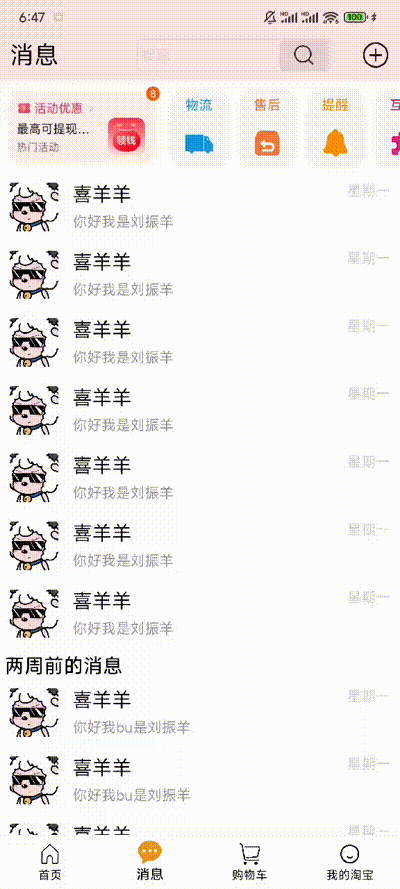 6:47
HD HD 100
消息
8
活动优惠 >
最高可提现...
热门活动
领钱
物流
售后
提醒
喜羊羊
星期一
你好我是刘振羊
喜羊羊
星期一
你好我是刘振羊
喜羊羊
星期一
你好我是刘振羊
喜羊羊
星期一
你好我是刘振羊
喜羊羊
星期一
你好我是刘振羊
喜羊羊
星期一
你好我是刘振羊
喜羊羊
星期一
你好我是刘振羊
两周前的消息
喜羊羊
星期一
你好我bu是刘振羊
喜羊羊
星期一
你好我bu是刘振羊
喜羊羊
首页
消息
购物车
我的淘宝